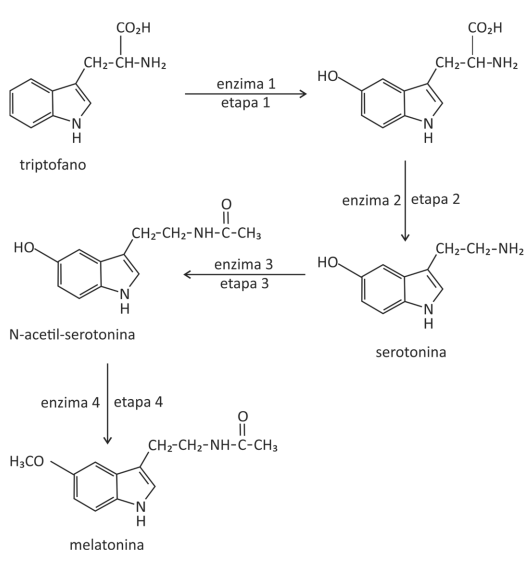 CO₂H
CH₂-CH-NH₂
N
H
triptofano
enzima 1
etapa 1
CO₂H
CH₂-CH-NH₂
HO
N
H
enzima 2 etapa 2
CH₂-CH₂-NH₂
HO
N
H
serotonina
enzima 3
etapa 3
O
CH₂-CH₂-NH-C-CH₃
HO
N
H
N-acetil-serotonina
enzima 4 etapa 4
O
CH₂-CH₂-NH-C-CH₃
H₃CO
N
H
melatonina